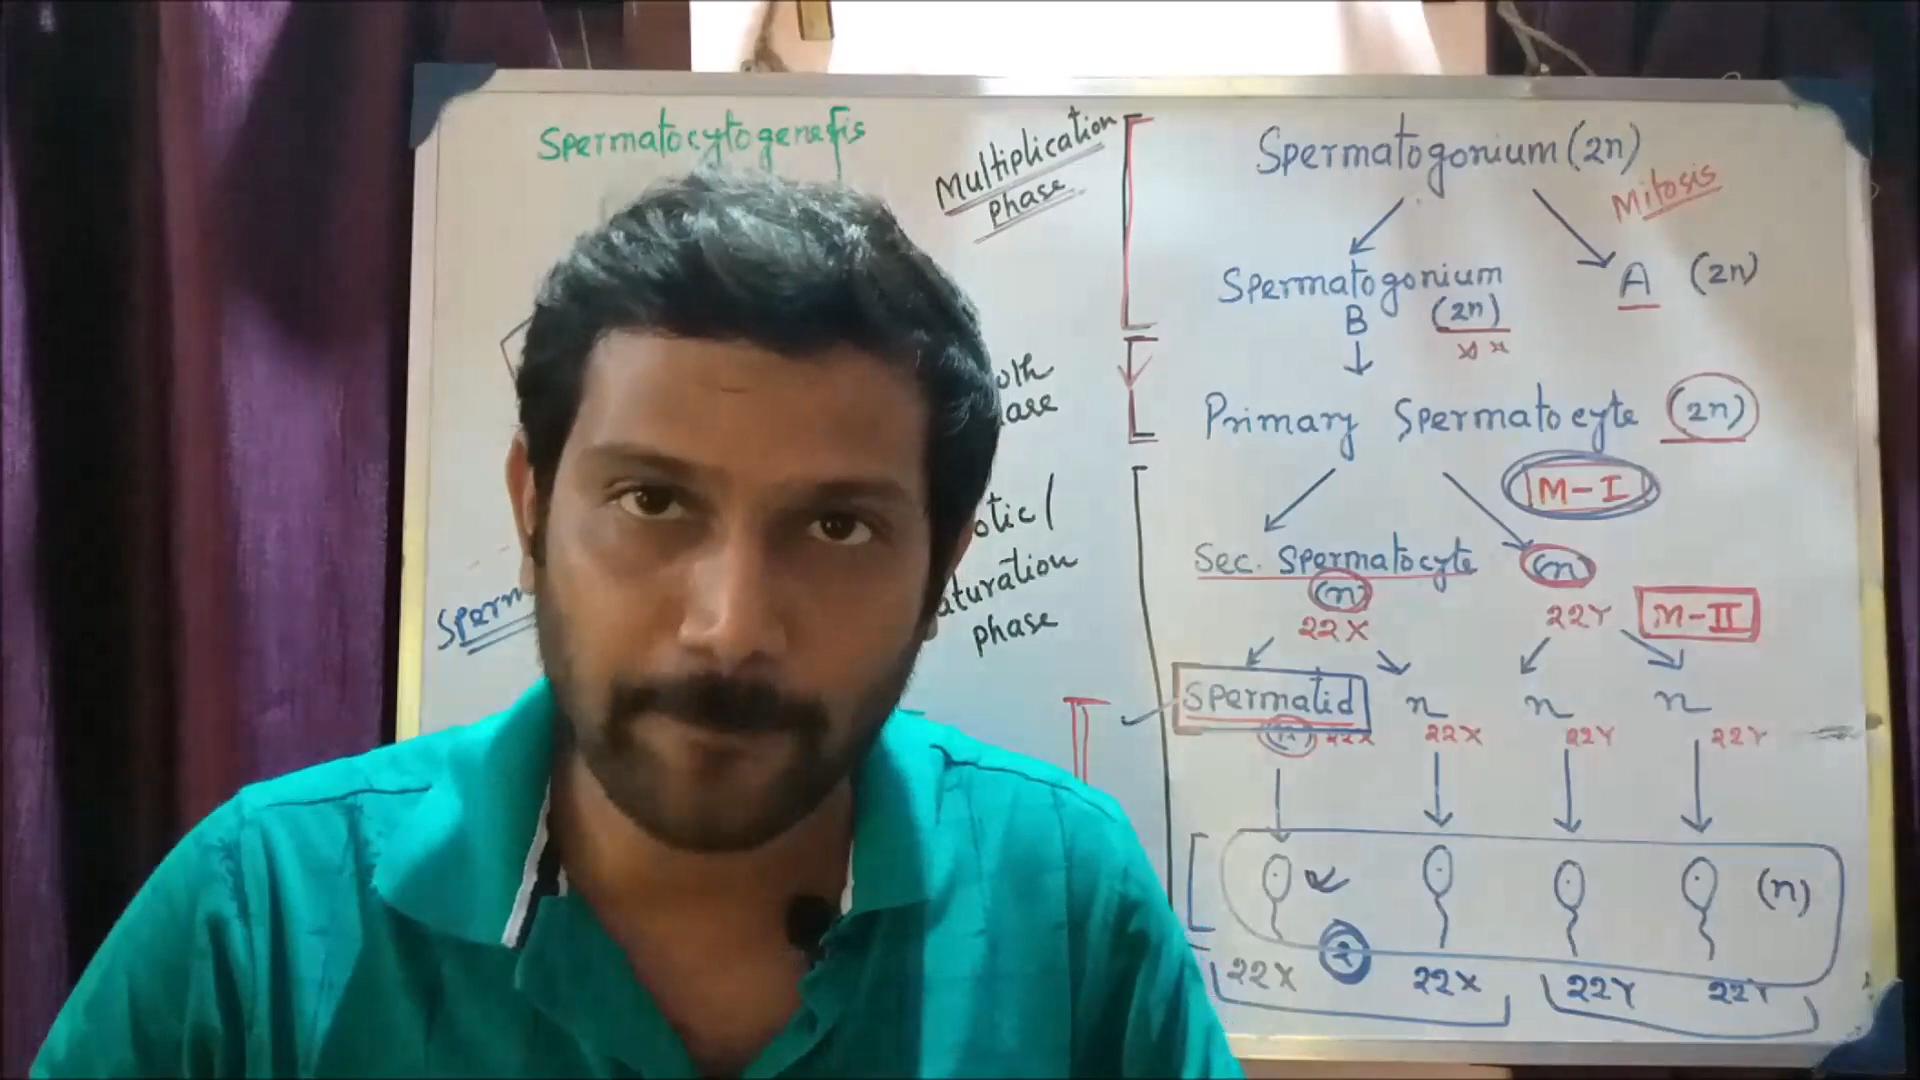 Spermatocytogenesis
Multiplication
phase
Spermatogonium (2n)
Mitosis
Spermatogonium
B
(2n)
A (2n)
Primary Spermatocyte (2n)
M-I
Sec. Spermatocyte
(n)
22X
(n)
22Y
M-II
phase
Spermatid
22X
n
22X
n
22Y
n
22Y
(n)
22X
22X
22Y
22Y